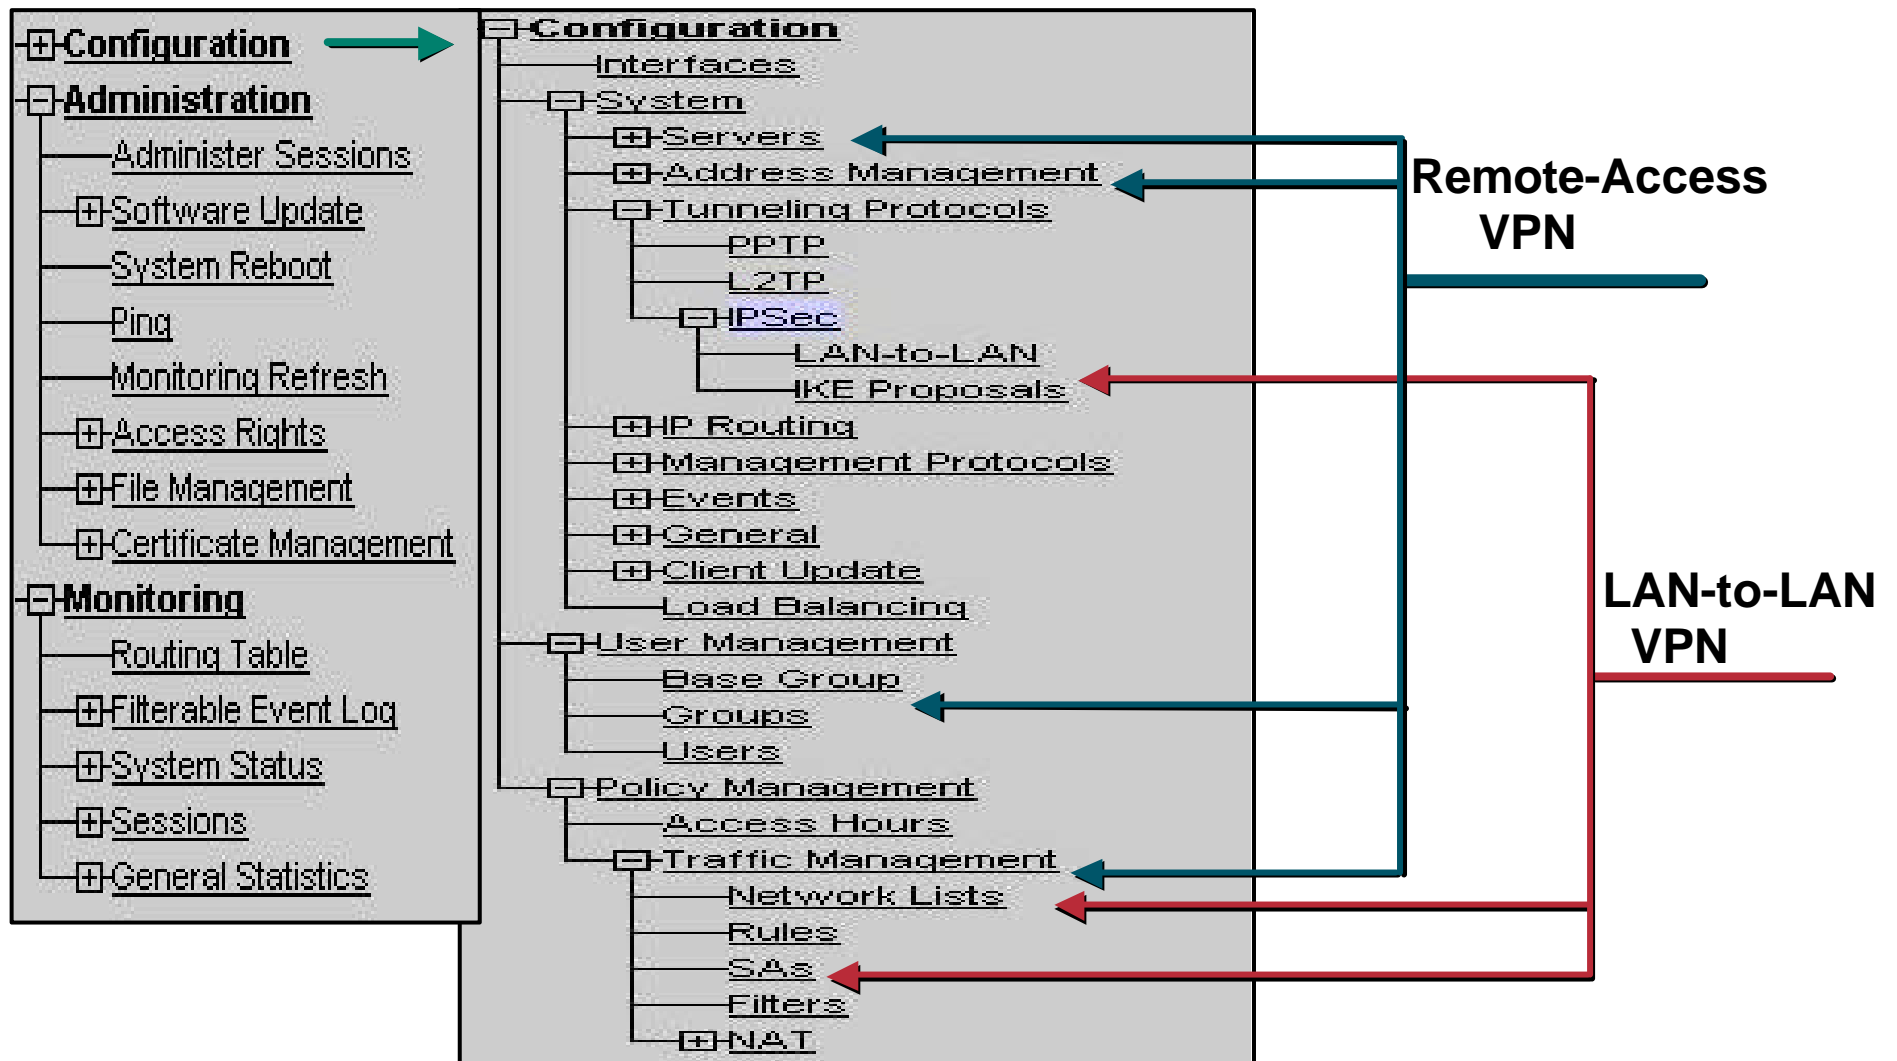 Configuration
Administration
Administer Sessions
Software Update
System Reboot
Ping
Monitoring Refresh
Access Rights
File Management
Certificate Management
Monitoring
Routing Table
Filterable Event Log
System Status
Sessions
General Statistics
Configuration
Interfaces
System
Servers
Address Management
Tunneling Protocols
PPTP
L2TP
IPSec
LAN-to-LAN
IKE Proposals
IP Routing
Management Protocols
Events
General
Client Update
Load Balancing
User Management
Base Group
Groups
Users
Policy Management
Access Hours
Traffic Management
Network Lists
Rules
SAs
Filters
NAT
Remote-Access
VPN
LAN-to-LAN
VPN